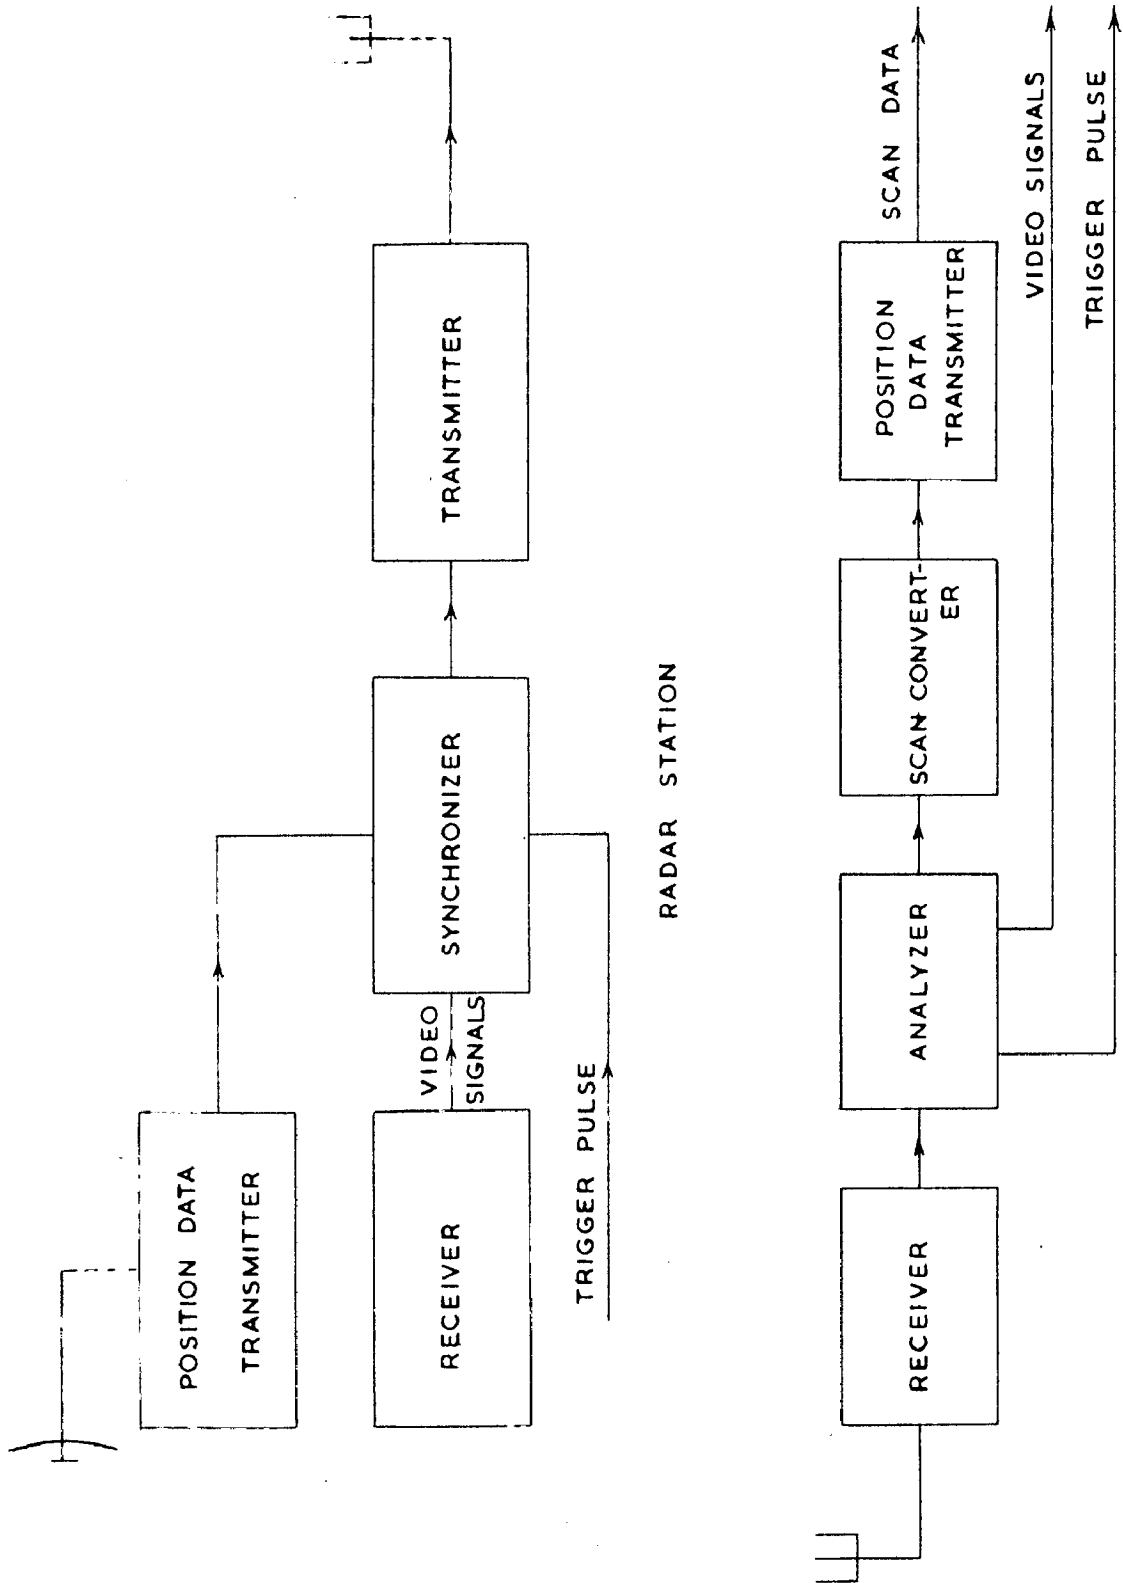 POSITION DATA
TRANSMITTER
RECEIVER
VIDEO
SIGNALS
TRIGGER PULSE
SYNCHRONIZER
TRANSMITTER
RADAR STATION
RECEIVER
ANALYZER
SCAN CONVERT-
ER
POSITION
DATA
TRANSMITTER
SCAN DATA
VIDEO SIGNALS
TRIGGER PULSE